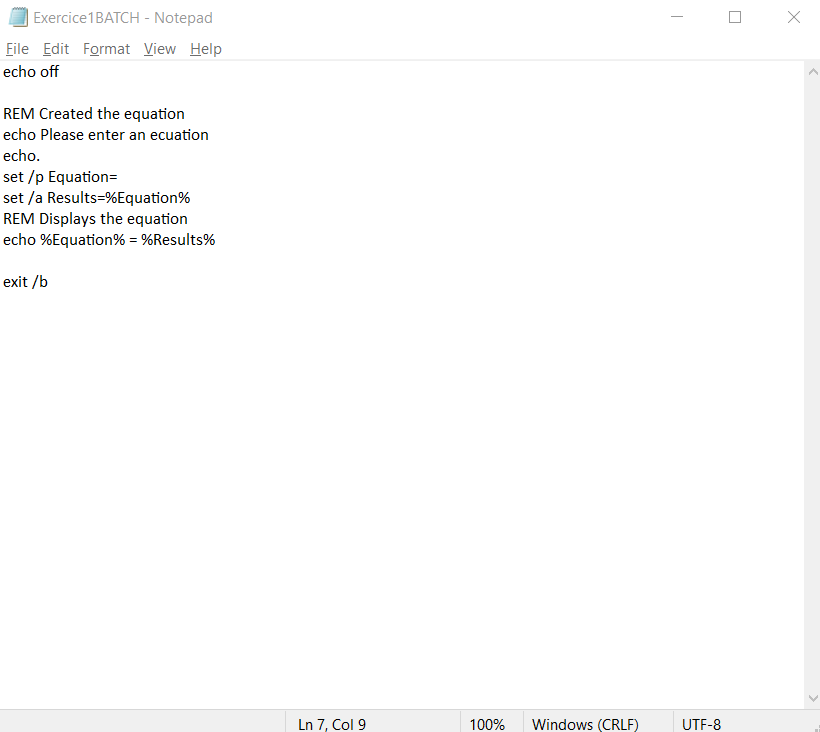 Exercice1BATCH - Notepad
File Edit Format View Help
echo off
REM Created the equation
echo Please enter an ecuation
echo.
set /p Equation=
set /a Results=%Equation%
REM Displays the equation
echo %Equation% = %Results%
exit /b
Ln 7, Col 9 100% Windows (CRLF) UTF-8